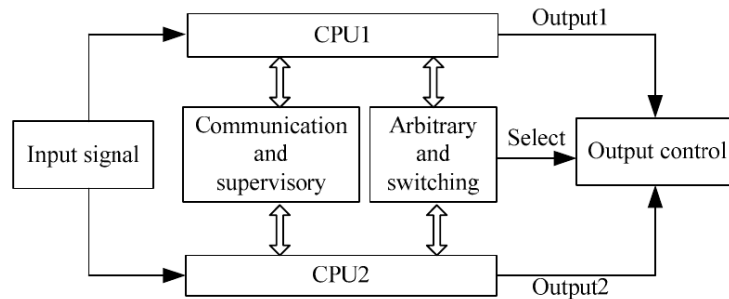 Output1
CPU1
Input signal
Communication
and
supervisory
Arbitrary
and
switching
Select
Output control
CPU2
Output2